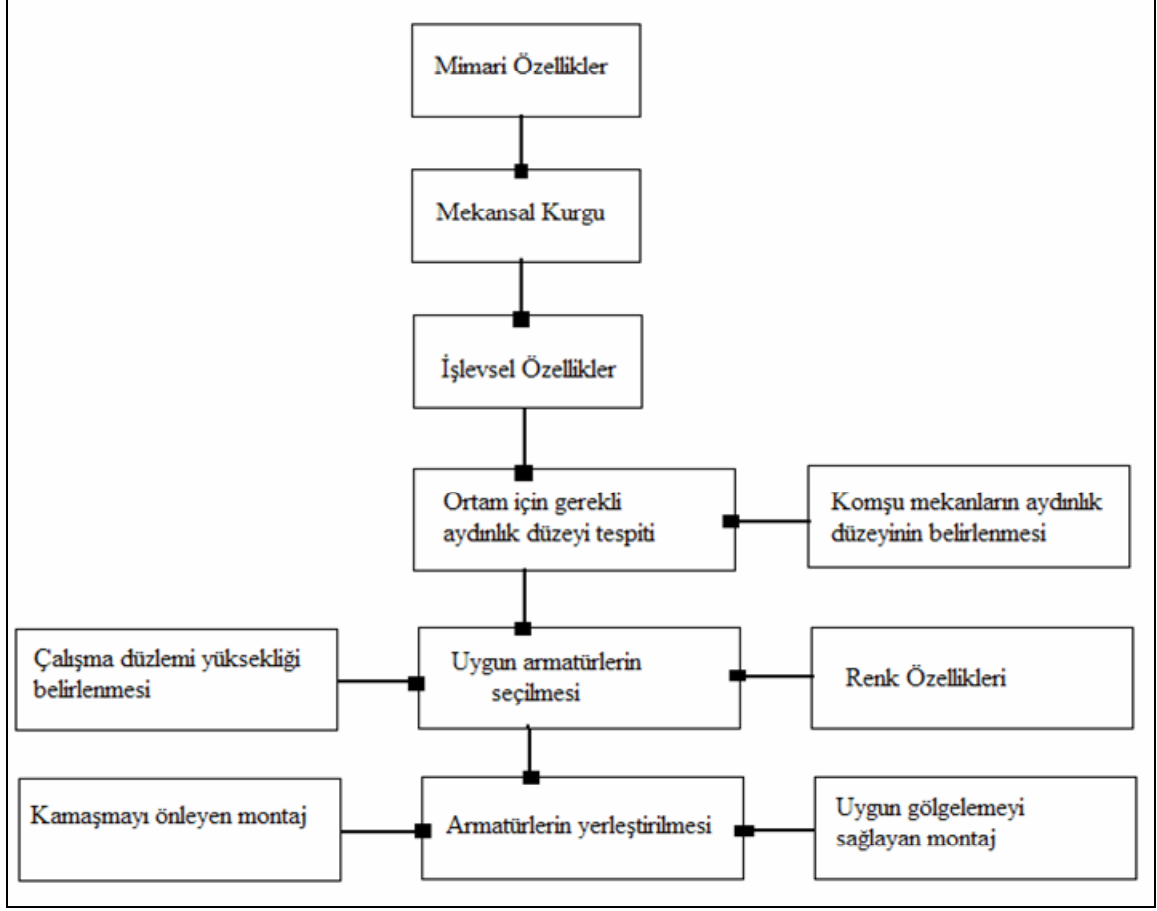 Mimari Özellikler
Mekansal Kurgu
İşlevsel Özellikler
Ortam için gerekli
aydınlık düzeyi tespiti
Komşu mekanların aydınlık
düzeyinin belirlenmesi
Çalışma düzlemi yüksekliği
belirlenmesi
Uygun armatürlerin
seçilmesi
Renk Özellikleri
Kamaşmayı önleyen montaj
Armatürlerin yerleştirilmesi
Uygun gölgelemeyi
sağlayan montaj